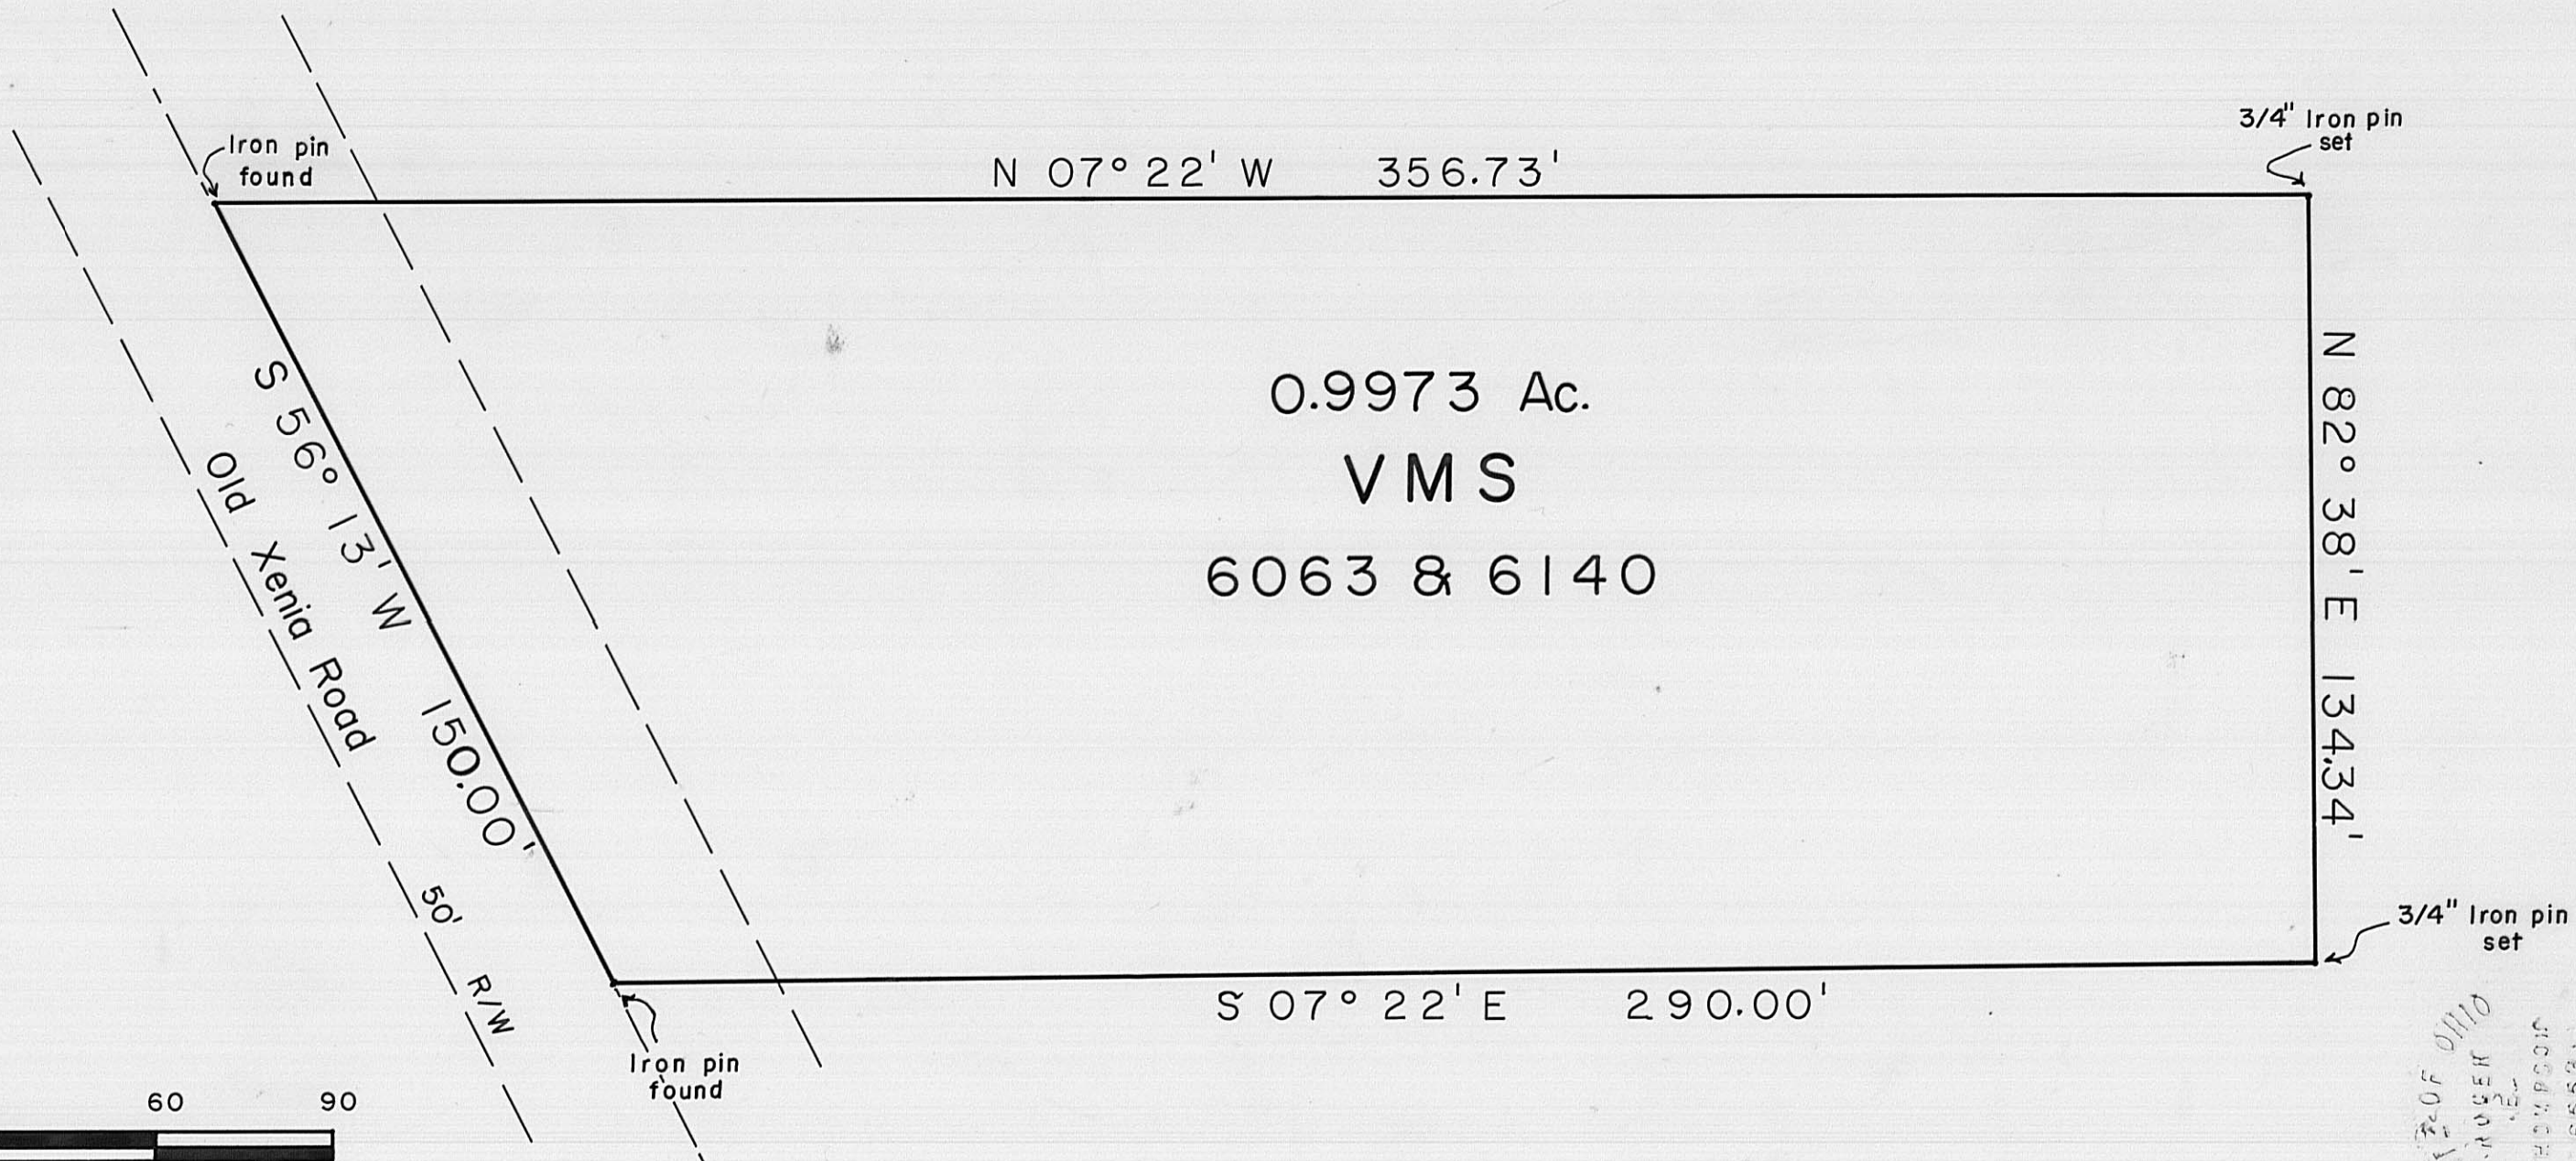 3/4" Iron pin
set
Iron pin
found
N 07° 22' W 356.73'
S 56° 13' W 150.00'
Old Xenia Road
50' R/W
0.9973 Ac.
VMS
6063 & 6140
N 82° 38' E 134.34'
3/4" Iron pin
set
S 07° 22' E 290.00'
Iron pin
found
60 90
OF OHIO